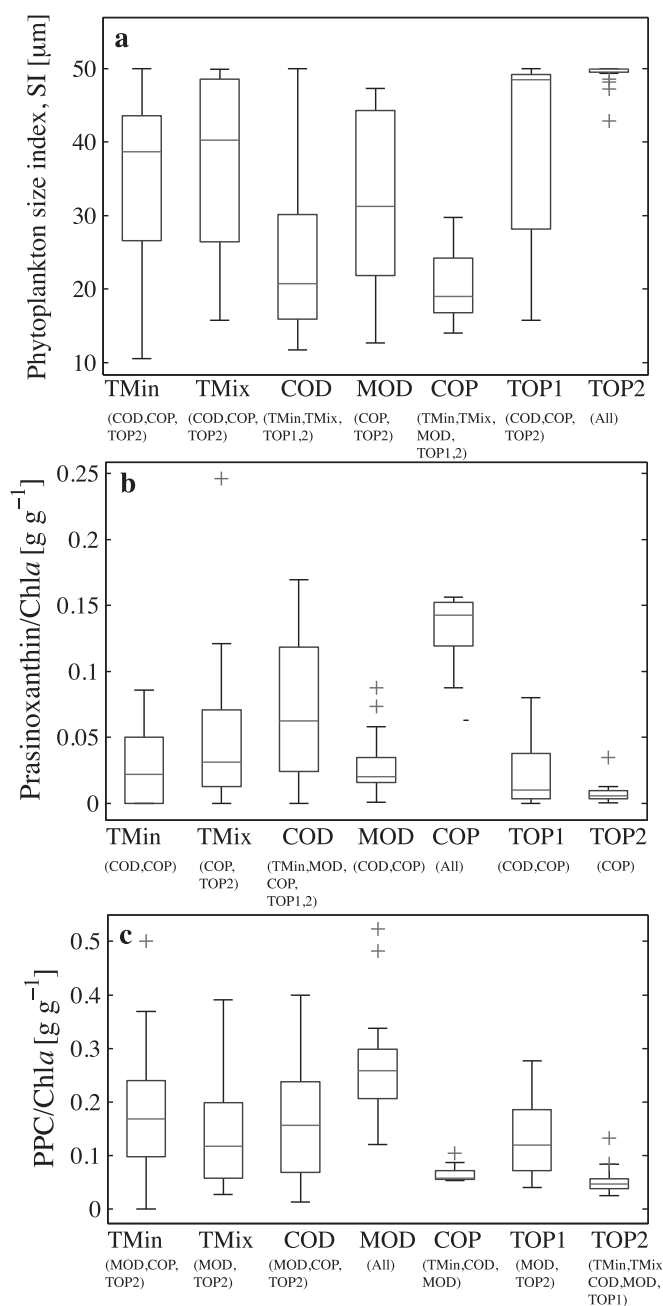 a
Phytoplankton size index, SI [µm]
50
40
30
20
10
TMin TMix COD MOD COP TOP1 TOP2
(COD,COP, (COD,COP, (TMin,TMix, (COP, (TMin,TMix, (COD,COP, (All)
TOP2) TOP2) TOP1,2) TOP2) MOD, TOP2)
TOP1,2)
b
Prasinoxanthin/Chla [g g−1]
0.25
0.2
0.15
0.1
0.05
0
TMin TMix COD MOD COP TOP1 TOP2
(COD,COP) (COP, (TMin,MOD, (COD,COP) (All) (COD,COP) (COP)
TOP2) COP,
TOP1,2)
c
PPC/Chla [g g−1]
0.5
0.4
0.3
0.2
0.1
0
TMin TMix COD MOD COP TOP1 TOP2
(MOD,COP, (MOD, (MOD,COP, (All) (TMin,COD, (MOD, (TMin,TMix
TOP2) TOP2) TOP2) MOD) TOP2) COD,MOD,
TOP1)